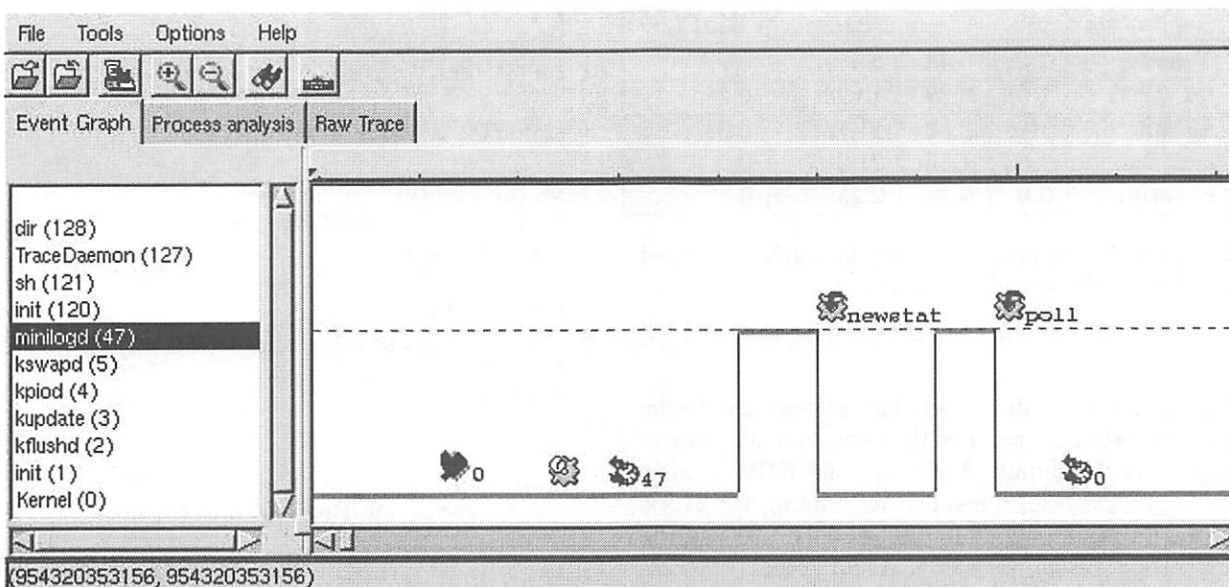 File Tools Options Help
Event Graph Process analysis Raw Trace
dir (128)
TraceDaemon (127)
sh (121)
init (120)
minilogd (47)
kswapd (5)
kpiod (4)
kupdate (3)
kflushd (2)
init (1)
Kernel (0)
newstat
poll
0
47
0
(954320353156, 954320353156)